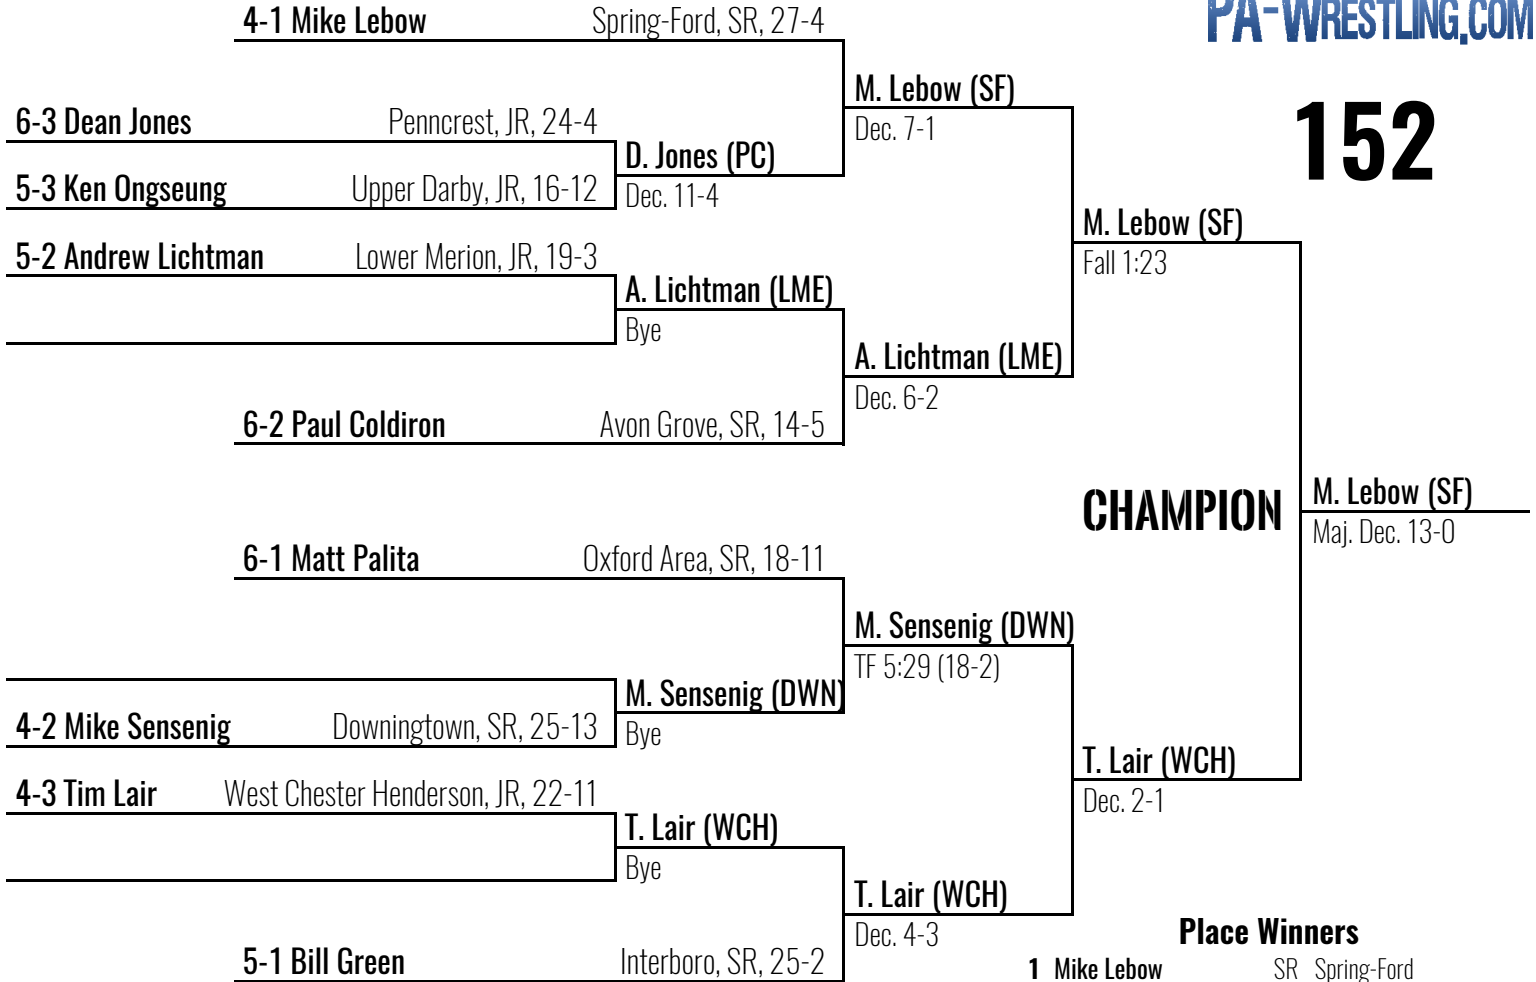 PA-WRESTLING.COM
152
4-1 Mike Lebow Spring-Ford, SR, 27-4
M. Lebow (SF)
Dec. 7-1
6-3 Dean Jones Penncrest, JR, 24-4
D. Jones (PC)
Dec. 11-4
5-3 Ken Ongseung Upper Darby, JR, 16-12
M. Lebow (SF)
Fall 1:23
5-2 Andrew Lichtman Lower Merion, JR, 19-3
A. Lichtman (LME)
Bye
A. Lichtman (LME)
Dec. 6-2
6-2 Paul Coldiron Avon Grove, SR, 14-5
CHAMPION
M. Lebow (SF)
Maj. Dec. 13-0
6-1 Matt Palita Oxford Area, SR, 18-11
M. Sensenig (DWN)
TF 5:29 (18-2)
M. Sensenig (DWN)
Bye
4-2 Mike Sensenig Downingtown, SR, 25-13
T. Lair (WCH)
Dec. 2-1
4-3 Tim Lair West Chester Henderson, JR, 22-11
T. Lair (WCH)
Bye
T. Lair (WCH)
Dec. 4-3
5-1 Bill Green Interboro, SR, 25-2
Place Winners
1 Mike Lebow SR Spring-Ford